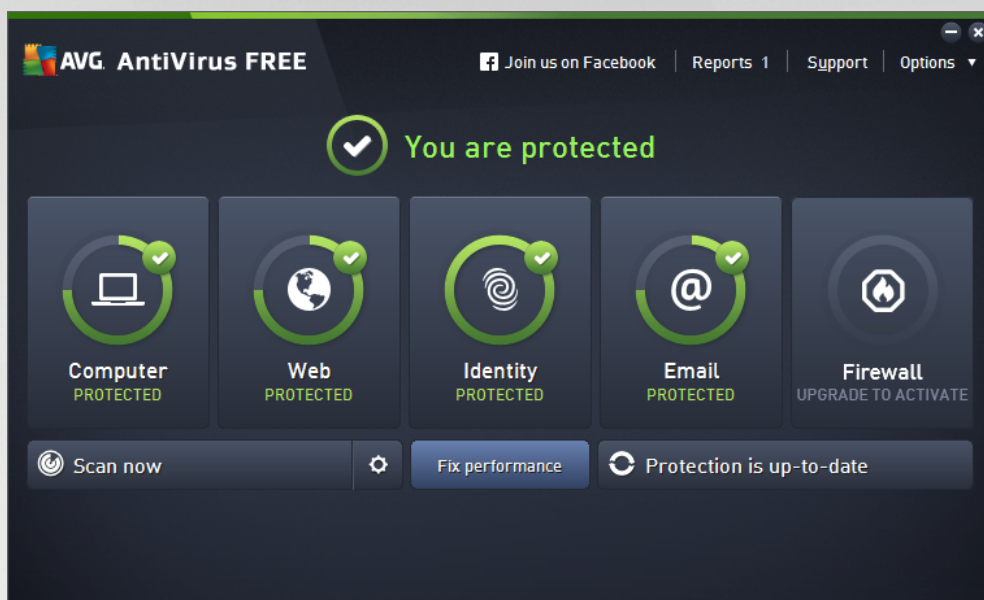 AVG. AntiVirus FREE
Join us on Facebook
Reports 1
Support
Options
You are protected
Computer
PROTECTED
Web
PROTECTED
Identity
PROTECTED
@
Email
PROTECTED
Firewall
UPGRADE TO ACTIVATE
Scan now
Fix performance
Protection is up-to-date